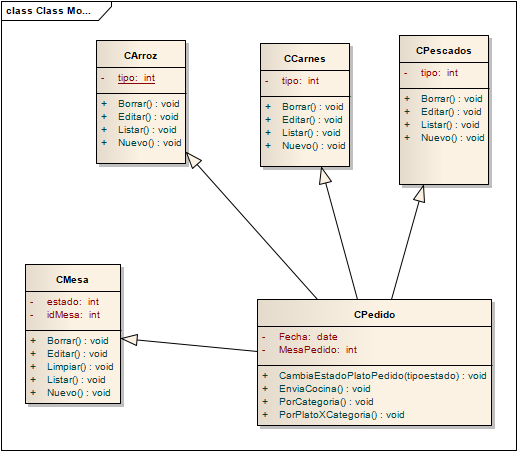 class Class Mo...
CArroz
- tipo: int
+ Borrar() : void
+ Editar() : void
+ Listar() : void
+ Nuevo() : void
CCarnes
- tipo: int
+ Borrar() : void
+ Editar() : void
+ Listar() : void
+ Nuevo() : void
CPescados
- tipo: int
+ Borrar() : void
+ Editar() : void
+ Listar() : void
+ Nuevo() : void
CMesa
- estado: int
- idMesa: int
+ Borrar() : void
+ Editar() : void
+ Limpiar() : void
+ Listar() : void
+ Nuevo() : void
CPedido
- Fecha: date
- MesaPedido: int
+ CambiaEstadoPlatoPedido(tipoestado) : void
+ EnviaCocina() : void
+ PorCategoria() : void
+ PorPlatoXCategoria() : void